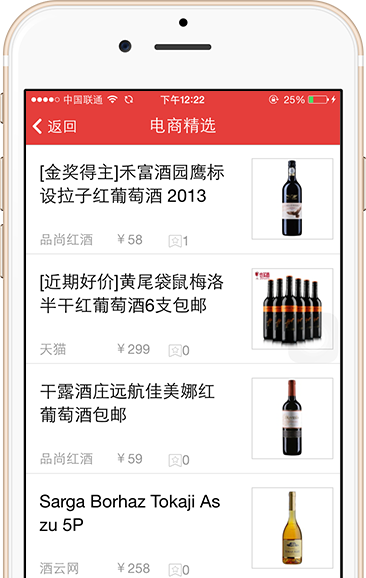 中国联通 下午12:22 25%
返回 电商精选
[金奖得主]禾富酒园鹰标
设拉子红葡萄酒 2013
品尚红酒 ￥58 1
[近期好价]黄尾袋鼠梅洛
半干红葡萄酒6支包邮
天猫 ￥299 0
干露酒庄远航佳美娜红
葡萄酒包邮
品尚红酒 ￥59 0
Sarga Borhaz Tokaji As
zu 5P
酒云网 ￥258 0